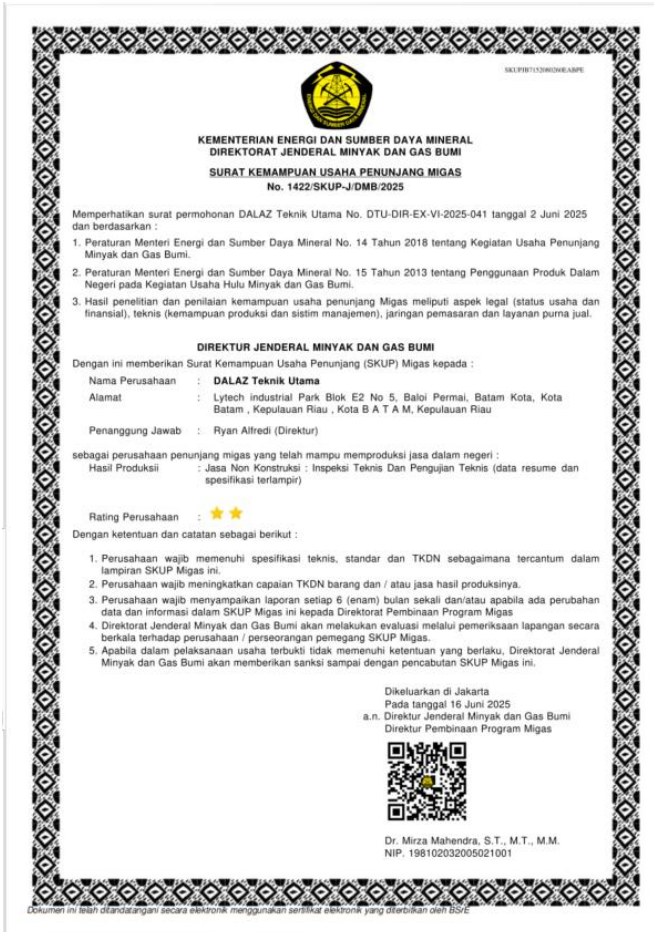 SKUPIB7152080260EABPE
ENERGI DAN SUMBER DAYA MINERAL
KEMENTERIAN ENERGI DAN SUMBER DAYA MINERAL
DIREKTORAT JENDERAL MINYAK DAN GAS BUMI
SURAT KEMAMPUAN USAHA PENUNJANG MIGAS
No. 1422/SKUP-J/DMB/2025
Memperhatikan surat permohonan DALAZ Teknik Utama No. DTU-DIR-EX-VI-2025-041 tanggal 2 Juni 2025
dan berdasarkan :
1. Peraturan Menteri Energi dan Sumber Daya Mineral No. 14 Tahun 2018 tentang Kegiatan Usaha Penunjang
Minyak dan Gas Bumi.
2. Peraturan Menteri Energi dan Sumber Daya Mineral No. 15 Tahun 2013 tentang Penggunaan Produk Dalam
Negeri pada Kegiatan Usaha Hulu Minyak dan Gas Bumi.
3. Hasil penelitian dan penilaian kemampuan usaha penunjang Migas meliputi aspek legal (status usaha dan
finansial), teknis (kemampuan produksi dan sistim manajemen), jaringan pemasaran dan layanan purna jual.
DIREKTUR JENDERAL MINYAK DAN GAS BUMI
Dengan ini memberikan Surat Kemampuan Usaha Penunjang (SKUP) Migas kepada :
Nama Perusahaan : DALAZ Teknik Utama
Alamat : Lytech industrial Park Blok E2 No 5, Baloi Permai, Batam Kota, Kota
Batam , Kepulauan Riau , Kota B A T A M, Kepulauan Riau
Penanggung Jawab : Ryan Alfredi (Direktur)
sebagai perusahaan penunjang migas yang telah mampu memproduksi jasa dalam negeri :
Hasil Produksii : Jasa Non Konstruksi : Inspeksi Teknis Dan Pengujian Teknis (data resume dan
spesifikasi terlampir)
Rating Perusahaan :
Dengan ketentuan dan catatan sebagai berikut :
1. Perusahaan wajib memenuhi spesifikasi teknis, standar dan TKDN sebagaimana tercantum dalam
lampiran SKUP Migas ini.
2. Perusahaan wajib meningkatkan capaian TKDN barang dan / atau jasa hasil produksinya.
3. Perusahaan wajib menyampaikan laporan setiap 6 (enam) bulan sekali dan/atau apabila ada perubahan
data dan informasi dalam SKUP Migas ini kepada Direktorat Pembinaan Program Migas
4. Direktorat Jenderal Minyak dan Gas Bumi akan melakukan evaluasi melalui pemeriksaan lapangan secara
berkala terhadap perusahaan / perseorangan pemegang SKUP Migas.
5. Apabila dalam pelaksanaan usaha terbukti tidak memenuhi ketentuan yang berlaku, Direktorat Jenderal
Minyak dan Gas Bumi akan memberikan sanksi sampai dengan pencabutan SKUP Migas ini.
Dikeluarkan di Jakarta
Pada tanggal 16 Juni 2025
a.n. Direktur Jenderal Minyak dan Gas Bumi
Direktur Pembinaan Program Migas
Dr. Mirza Mahendra, S.T., M.T., M.M.
NIP. 198102032005021001
Dokumen ini telah ditandatangani secara elektronik menggunakan sertifikat elektronik yang diterbitkan oleh BSrE